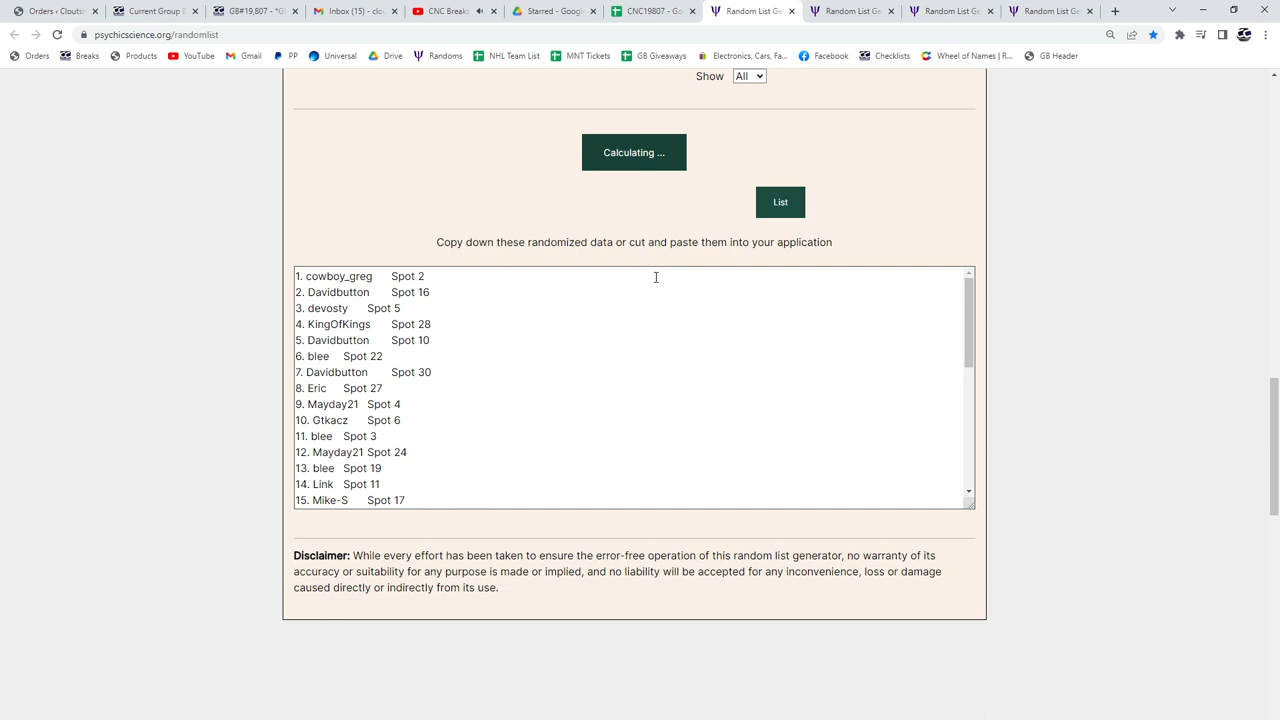 Orders ‹ Clouts
Current Group B
GB#19,807 - *G
Inbox (15) - clou
CNC Breaks
Starred - Google
CNC19807 - Go
Random List Ge
Random List Ge
Random List Ge
Random List Ge
psychicscience.org/randomlist
Orders
Breaks
Products
YouTube
Gmail
PP
Universal
Drive
Randoms
NHL Team List
MNT Tickets
GB Giveaways
Electronics, Cars, Fa...
Facebook
Checklists
Wheel of Names | R...
GB Header
Show All
Calculating ...
List
Copy down these randomized data or cut and paste them into your application
1. cowboy_greg Spot 2
2. Davidbutton Spot 16
3. devosty Spot 5
4. KingOfKings Spot 28
5. Davidbutton Spot 10
6. blee Spot 22
7. Davidbutton Spot 30
8. Eric Spot 27
9. Mayday21 Spot 4
10. Gtkacz Spot 6
11. blee Spot 3
12. Mayday21 Spot 24
13. blee Spot 19
14. Link Spot 11
15. Mike-S Spot 17
Disclaimer: While every effort has been taken to ensure the error-free operation of this random list generator, no warranty of its
accuracy or suitability for any purpose is made or implied, and no liability will be accepted for any inconvenience, loss or damage
caused directly or indirectly from its use.